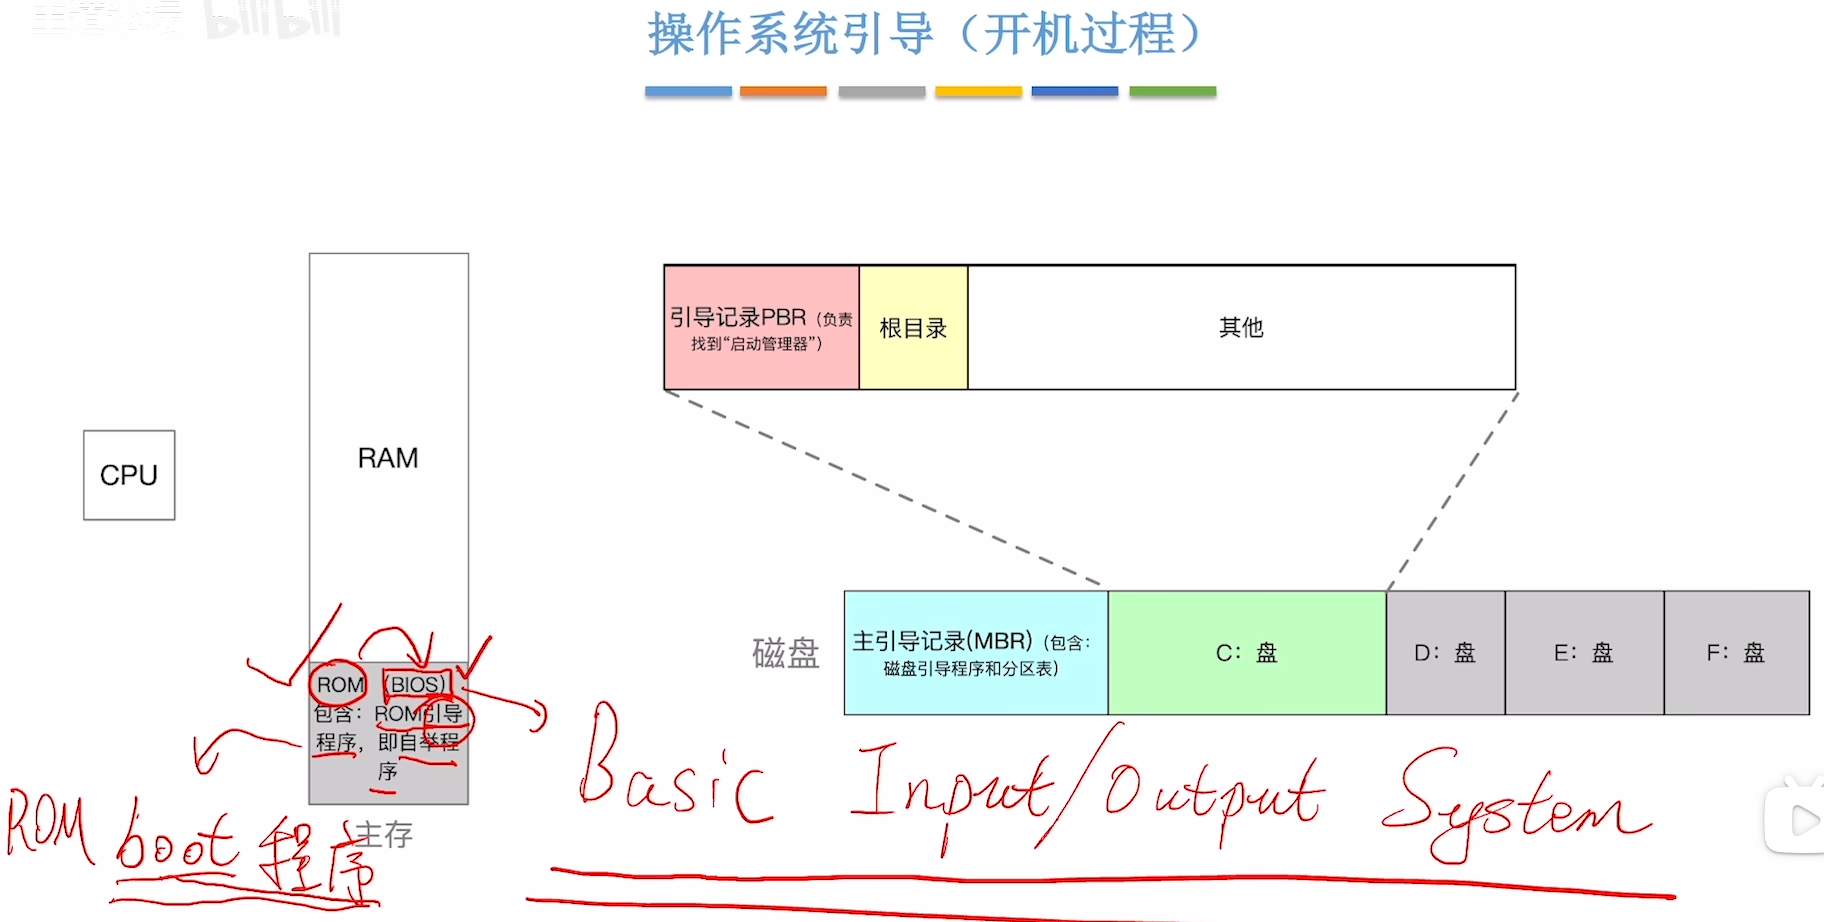 bilibili
操作系统引导（开机过程）
引导记录PBR（负责
找到“启动管理器”）
根目录
其他
CPU
RAM
ROM（BIOS）
包含：ROM引导
程序，即自举程
序
主存
磁盘
主引导记录(MBR)（包含：
磁盘引导程序和分区表）
C：盘
D：盘
E：盘
F：盘
Basic Input/Output System
ROM boot 程序